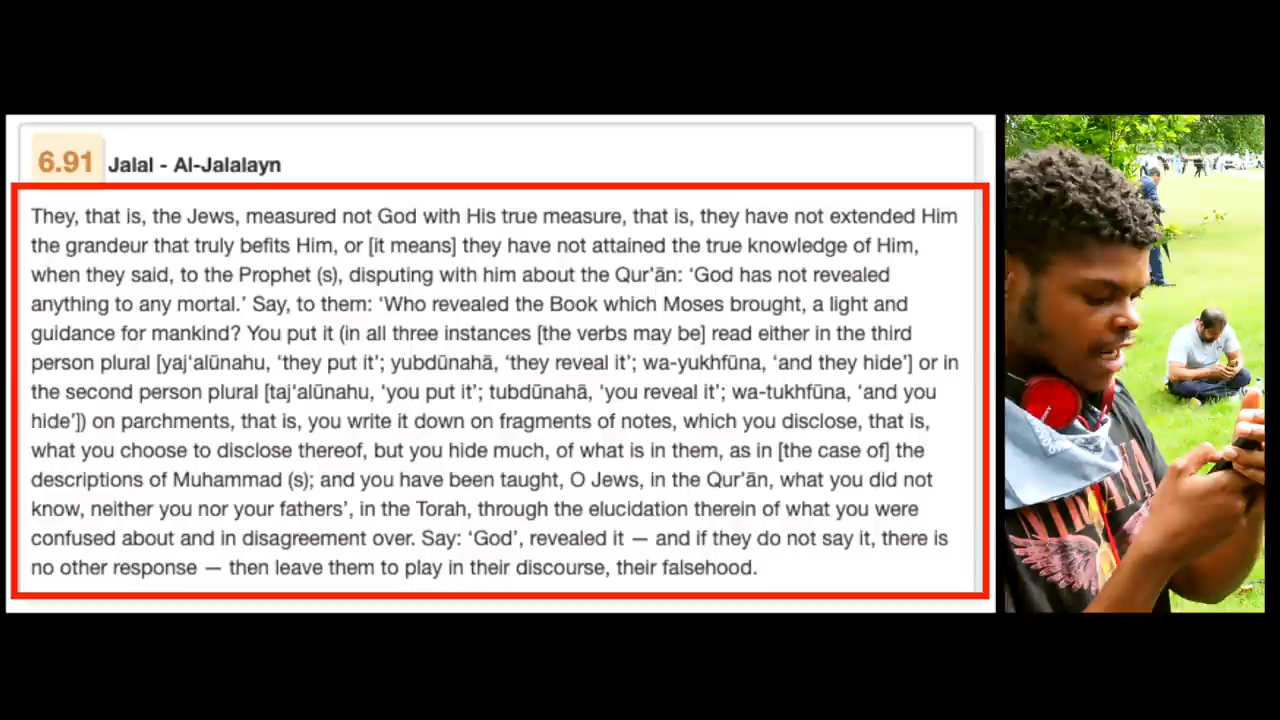 6.91 Jalal - Al-Jalalayn
They, that is, the Jews, measured not God with His true measure, that is, they have not extended Him
the grandeur that truly befits Him, or [it means] they have not attained the true knowledge of Him,
when they said, to the Prophet (s), disputing with him about the Qur’ān: ‘God has not revealed
anything to any mortal.’ Say, to them: ‘Who revealed the Book which Moses brought, a light and
guidance for mankind? You put it (in all three instances [the verbs may be] read either in the third
person plural [yaj‘alūnahu, ‘they put it’; yubdūnahā, ‘they reveal it’; wa-yukhfūna, ‘and they hide’] or in
the second person plural [taj‘alūnahu, ‘you put it’; tubdūnahā, ‘you reveal it’; wa-tukhfūna, ‘and you
hide’]) on parchments, that is, you write it down on fragments of notes, which you disclose, that is,
what you choose to disclose thereof, but you hide much, of what is in them, as in [the case of] the
descriptions of Muhammad (s); and you have been taught, O Jews, in the Qur’ān, what you did not
know, neither you nor your fathers’, in the Torah, through the elucidation therein of what you were
confused about and in disagreement over. Say: ‘God’, revealed it — and if they do not say it, there is
no other response — then leave them to play in their discourse, their falsehood.